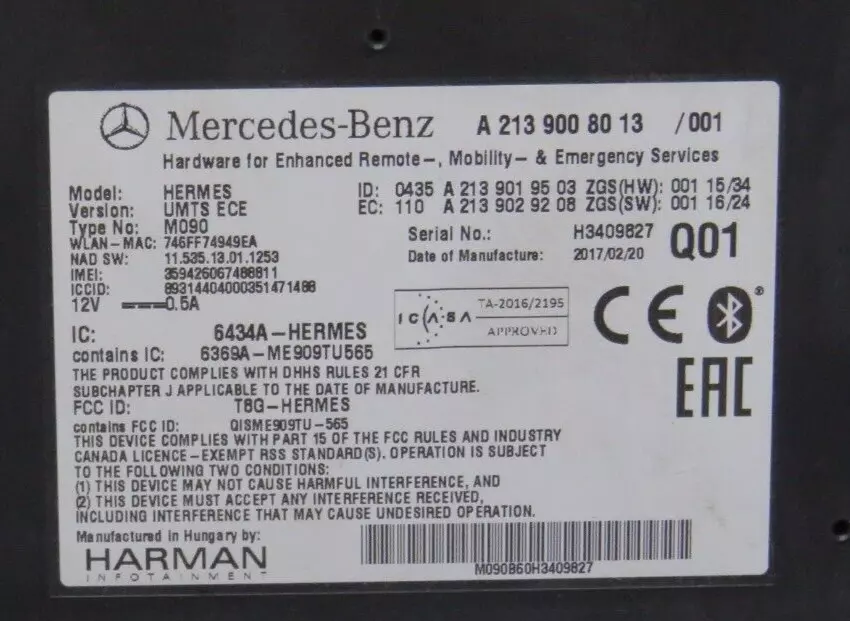 Mercedes-Benz A 213 900 80 13 /001
Hardware for Enhanced Remote-, Mobility- & Emergency Services
Model: HERMES ID: 0435 A 213 901 95 03 ZGS(HW): 001 15/34
Version: UMTS ECE EC: 110 A 213 902 92 08 ZGS(SW): 001 16/24
Type No: M090
WLAN-MAC: 746FF74949EA Serial No.: H3409827 Q01
NAD SW: 11.535.13.01.1253 Date of Manufacture: 2017/02/20
IMEI: 359426067488811
ICCID: 89314404000351471488
12V 0.5A
ICASA TA-2016/2195
APPROVED
CE
IC: 6434A-HERMES
contains IC: 6369A-ME909TU565
THE PRODUCT COMPLIES WITH DHHS RULES 21 CFR
SUBCHAPTER J APPLICABLE TO THE DATE OF MANUFACTURE.
EAC
FCC ID: T8G-HERMES
contains FCC ID: QISME909TU-565
THIS DEVICE COMPLIES WITH PART 15 OF THE FCC RULES AND INDUSTRY
CANADA LICENCE-EXEMPT RSS STANDARD(S). OPERATION IS SUBJECT
TO THE FOLLOWING TWO CONDITIONS:
(1) THIS DEVICE MAY NOT CAUSE HARMFUL INTERFERENCE, AND
(2) THIS DEVICE MUST ACCEPT ANY INTERFERENCE RECEIVED,
INCLUDING INTERFERENCE THAT MAY CAUSE UNDESIRED OPERATION.
Manufactured in Hungary by:
HARMAN
INFOTAINMENT
M090B60H3409827